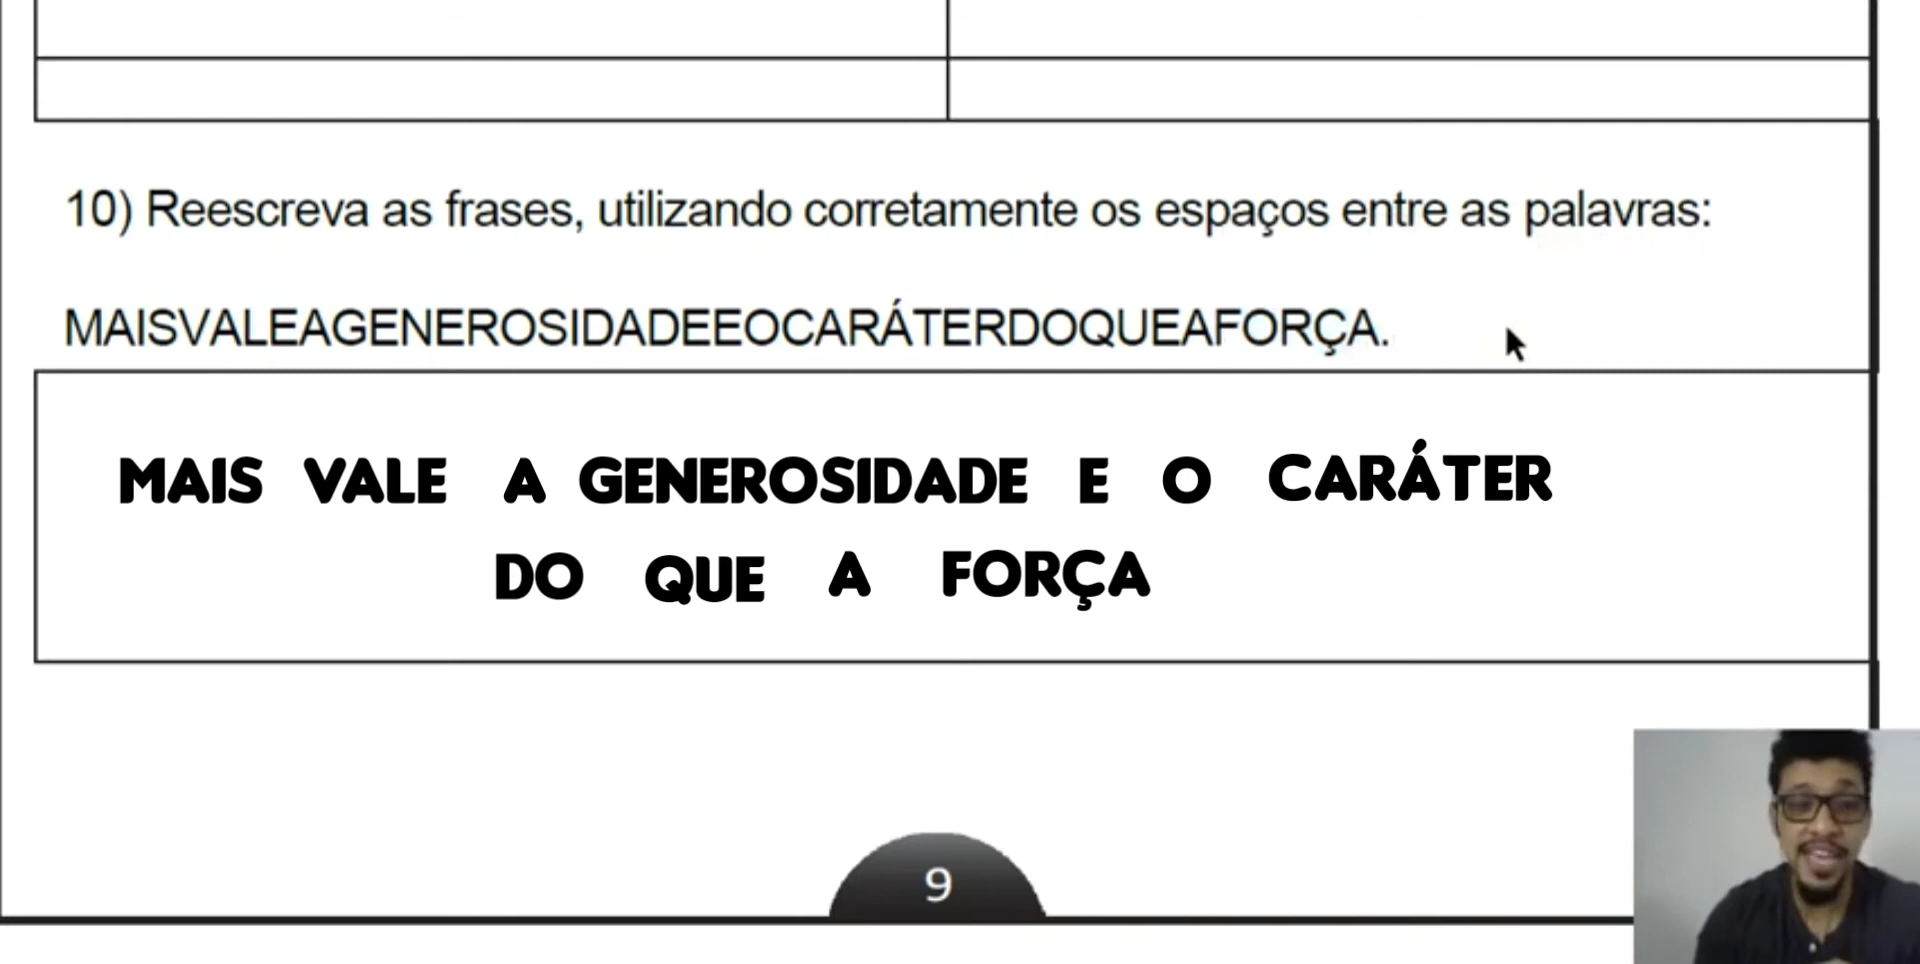 10) Reescreva as frases, utilizando corretamente os espaços entre as palavras:
MAISVALEAGENEROSIDADEEOCARÁTERDOQUEAFORÇA.
MAIS VALE A GENEROSIDADE E O CARÁTER
DO QUE A FORÇA
9